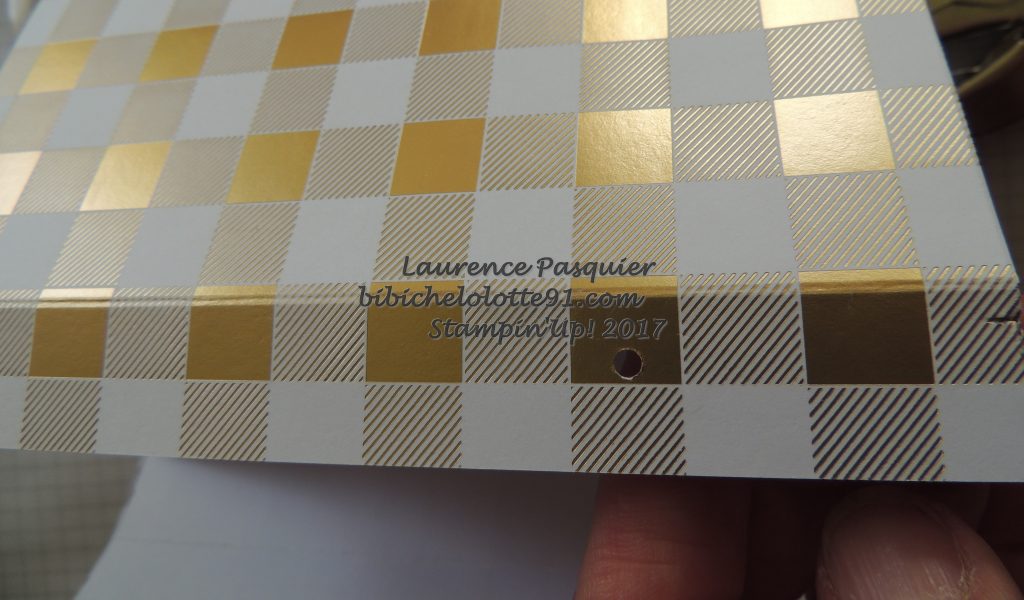 Laurence Pasquier
bibichelolotte91.com
Stampin'Up! 2017